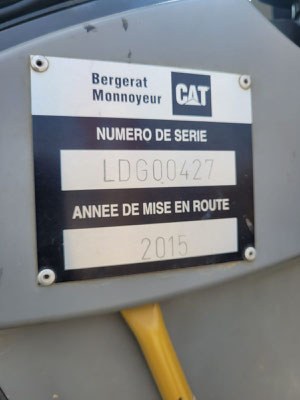 Bergerat
Monnoyeur
CAT
NUMERO DE SERIE
LDG00427
ANNEE DE MISE EN ROUTE
2015